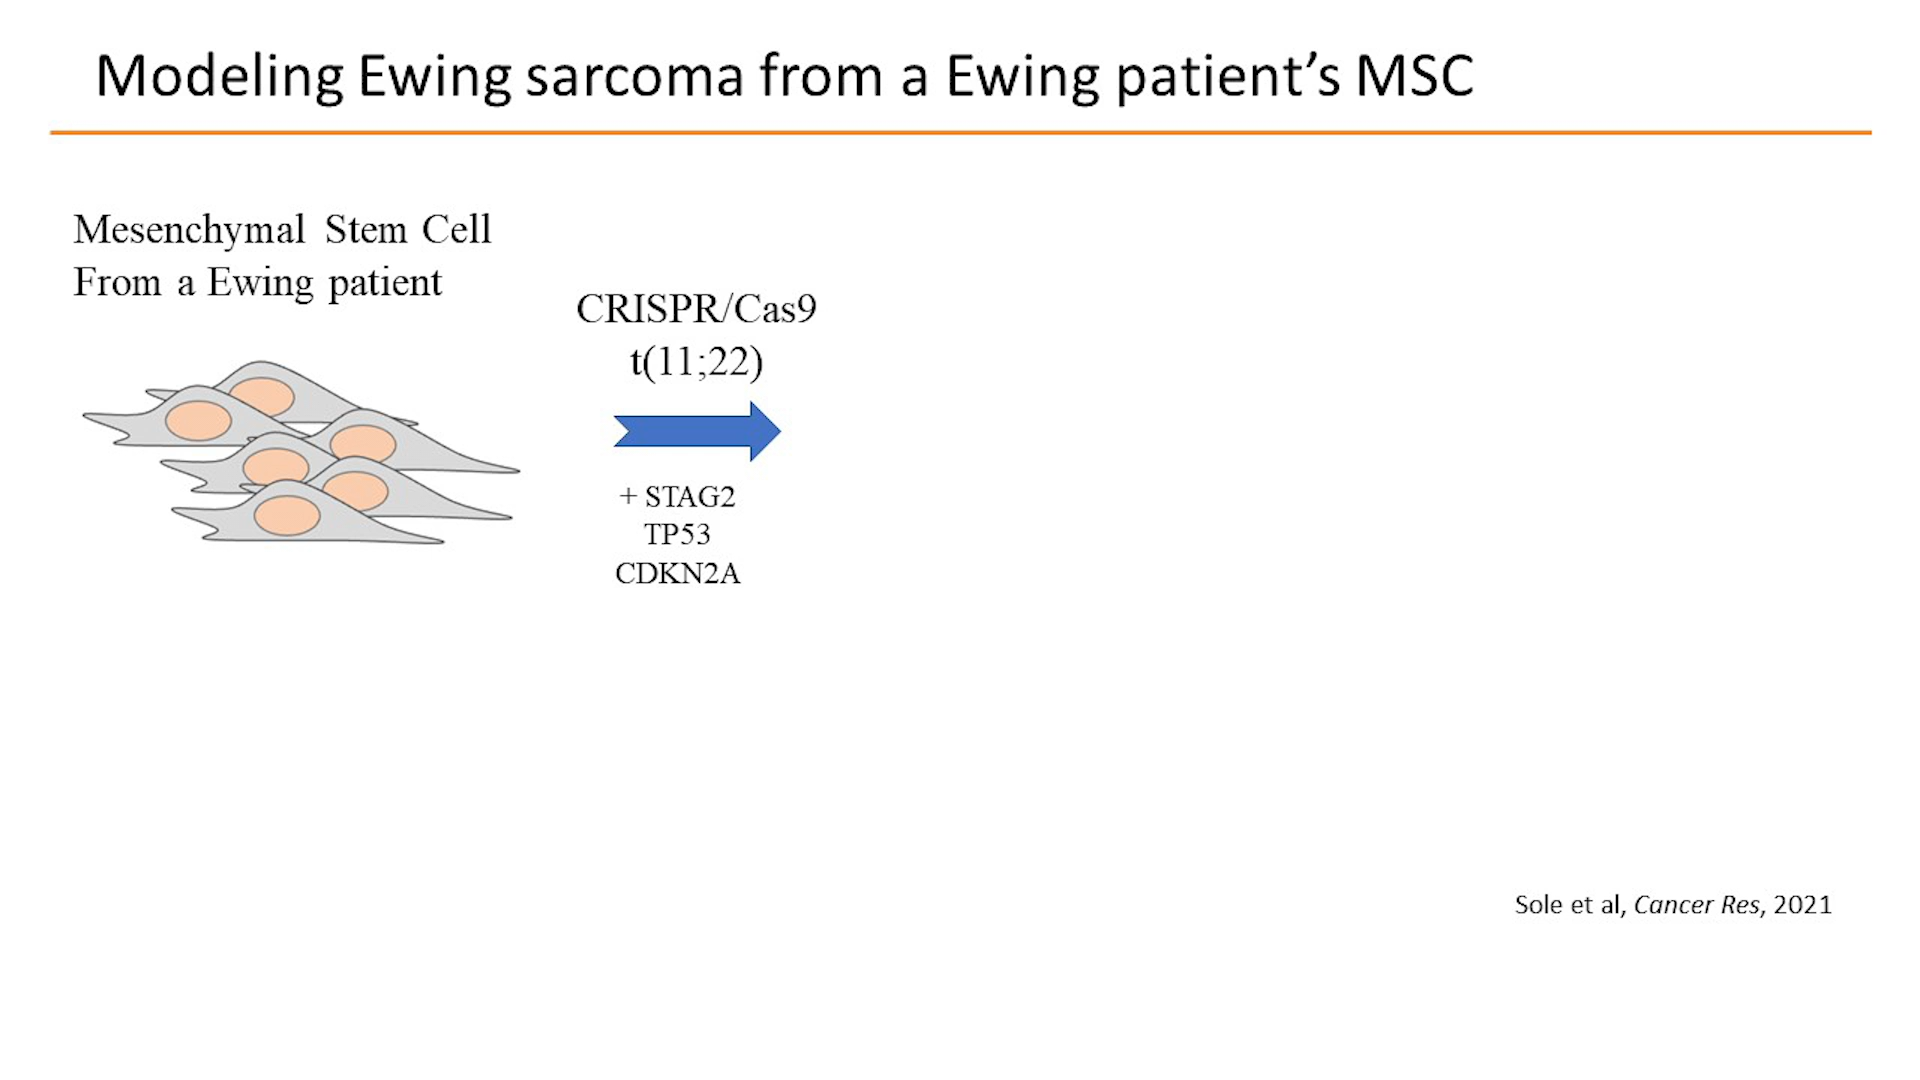 Modeling Ewing sarcoma from a Ewing patient’s MSC
Mesenchymal Stem Cell
From a Ewing patient
CRISPR/Cas9
t(11;22)
+ STAG2
TP53
CDKN2A
Sole et al, Cancer Res, 2021